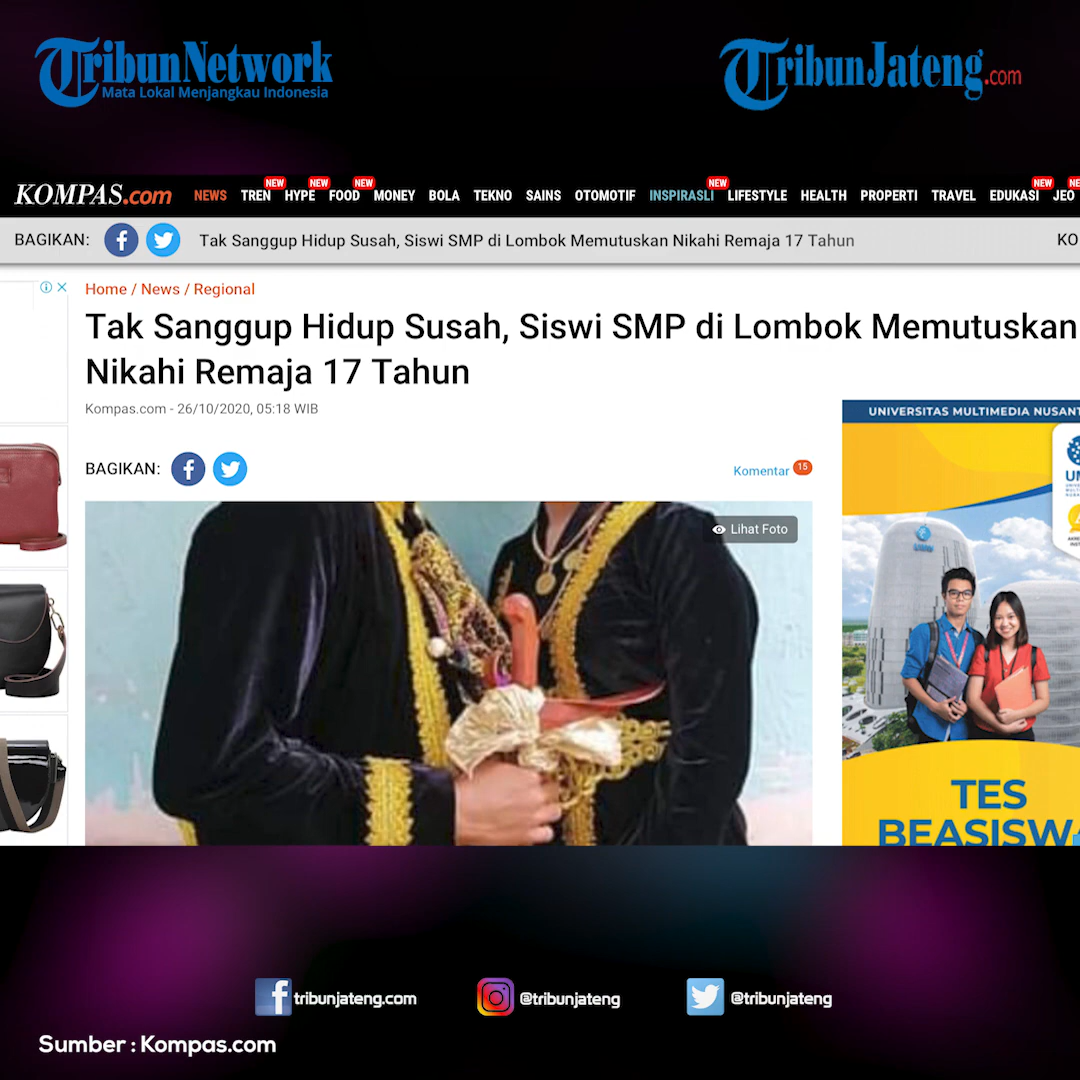 TribunNetwork
Mata Lokal Menjangkau Indonesia
TribunJateng.com
KOMPAS.com NEWS TREN NEW HYPE NEW FOOD NEW MONEY BOLA TEKNO SAINS OTOMOTIF INSPIRASI NEW LIFESTYLE HEALTH PROPERTI TRAVEL EDUKASI NEW JEO
BAGIKAN: Tak Sanggup Hidup Susah, Siswi SMP di Lombok Memutuskan Nikahi Remaja 17 Tahun KO
Home / News / Regional
Tak Sanggup Hidup Susah, Siswi SMP di Lombok Memutuskan
Nikahi Remaja 17 Tahun
Kompas.com - 26/10/2020, 05:18 WIB
BAGIKAN:
Komentar 15
Lihat Foto
UNIVERSITAS MULTIMEDIA NUSANT
UMN
TES
BEASISWA
tribunjateng.com @tribunjateng @tribunjateng
Sumber : Kompas.com